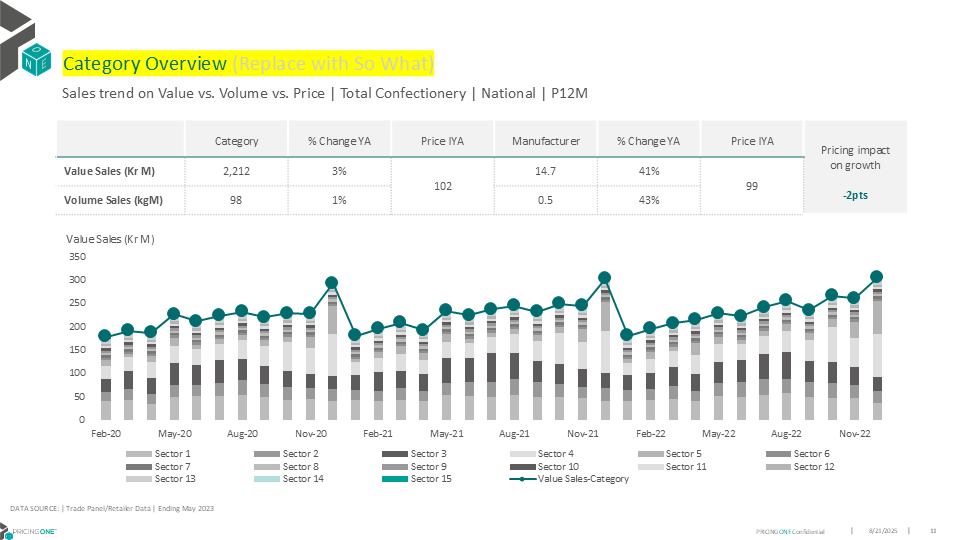 O
N E
Category Overview (Replace with So What)
Sales trend on Value vs. Volume vs. Price | Total Confectionery | National | P12M
Category % Change YA Price IYA Manufacturer % Change YA Price IYA Pricing impact on growth
Value Sales (Kr M) 2,212 3% 102 14.7 41% 99 -2pts
Volume Sales (kgM) 98 1% 0.5 43%
Value Sales (Kr M)
350
300
250
200
150
100
50
0
Feb-20 May-20 Aug-20 Nov-20 Feb-21 May-21 Aug-21 Nov-21 Feb-22 May-22 Aug-22 Nov-22
Sector 1 Sector 2 Sector 3 Sector 4 Sector 5 Sector 6
Sector 7 Sector 8 Sector 9 Sector 10 Sector 11 Sector 12
Sector 13 Sector 14 Sector 15 Value Sales-Category
DATA SOURCE: | Trade Panel/Retailer Data | Ending May 2023
PRICINGONE PRICINGONE Confidential | 8/21/2025 | 11